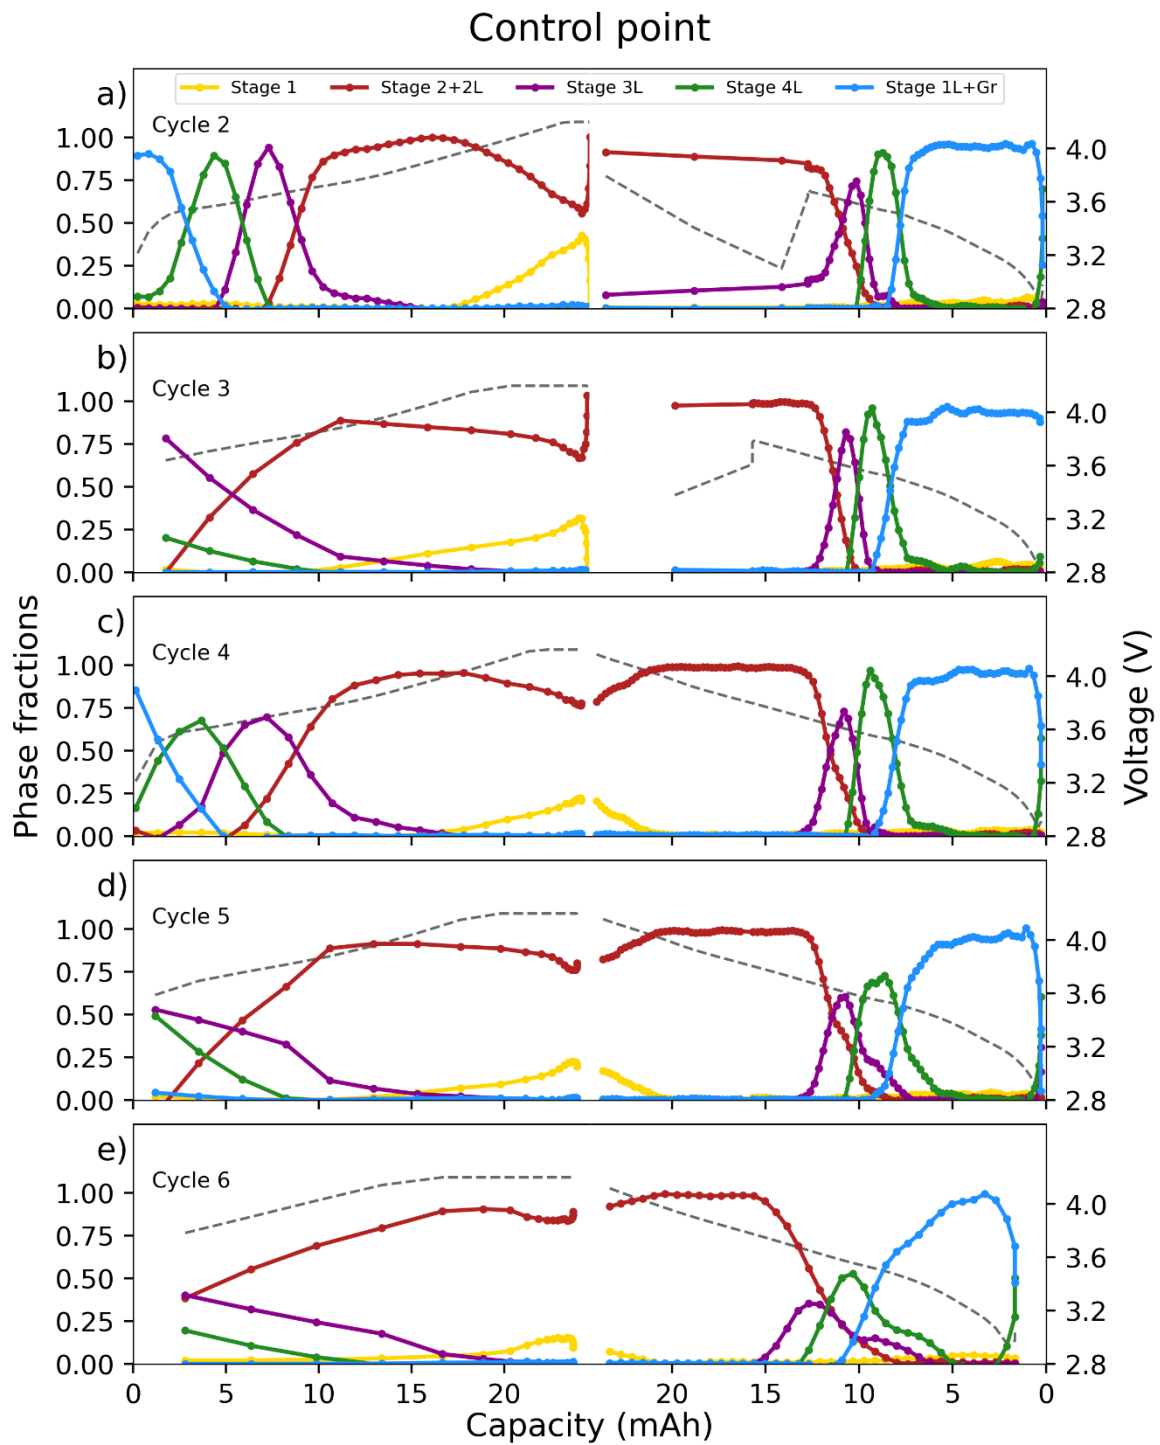 Control point
Stage 1 Stage 2+2L Stage 3L Stage 4L Stage 1L+Gr
a)
Cycle 2
1.00
0.75
0.50
0.25
0.00
4.0
3.6
3.2
2.8
b)
Cycle 3
1.00
0.75
0.50
0.25
0.00
4.0
3.6
3.2
2.8
c)
Cycle 4
1.00
0.75
0.50
0.25
0.00
4.0
3.6
3.2
2.8
Phase fractions
Voltage (V)
d)
Cycle 5
1.00
0.75
0.50
0.25
0.00
4.0
3.6
3.2
2.8
e)
Cycle 6
1.00
0.75
0.50
0.25
0.00
4.0
3.6
3.2
2.8
0 5 10 15 20 20 15 10 5 0
Capacity (mAh)